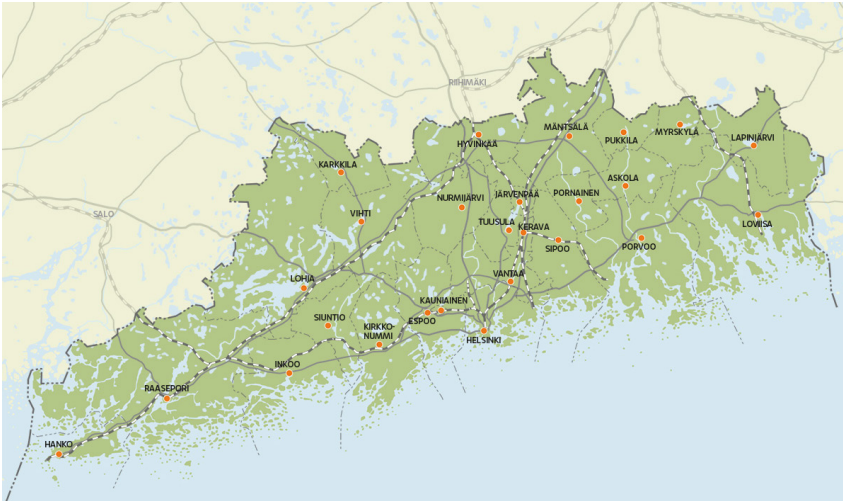 RIIHIMÄKI
MÄNTSÄLÄ
MYRSKYLÄ
PUKKILA
LAPINJÄRVI
HYVINKÄÄ
KARKKILA
ASKOLA
NURMIJÄRVI
JÄRVENPÄÄ
PORNAINEN
SALO
VIHTI
TUUSULA
KERAVA
LOVIISA
SIPOO
PORVOO
VANTAA
LOHJA
KAUNIAINEN
SIUNTIO
ESPOO
KIRKKO-
NUMMI
HELSINKI
INKOO
RAASEPORI
HANKO